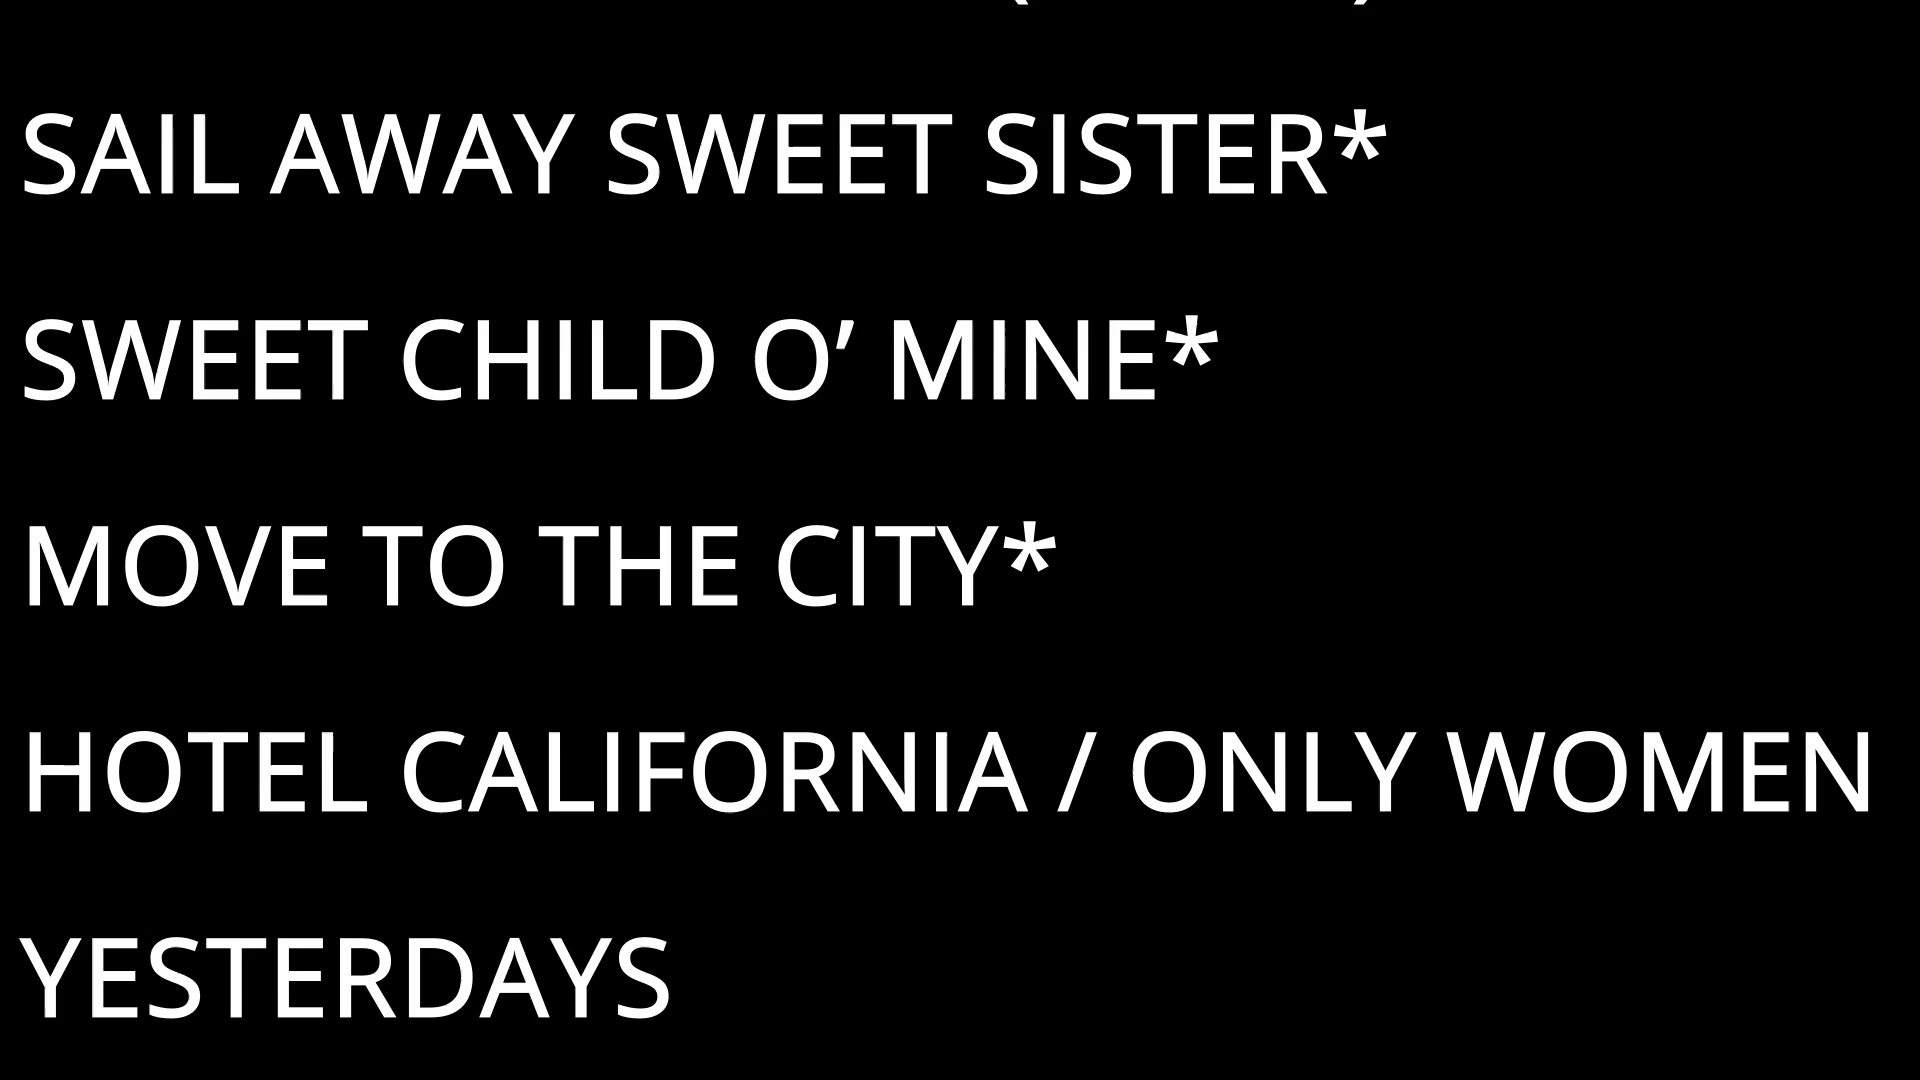 SAIL AWAY SWEET SISTER*
SWEET CHILD O’ MINE*
MOVE TO THE CITY*
HOTEL CALIFORNIA / ONLY WOMEN
YESTERDAYS